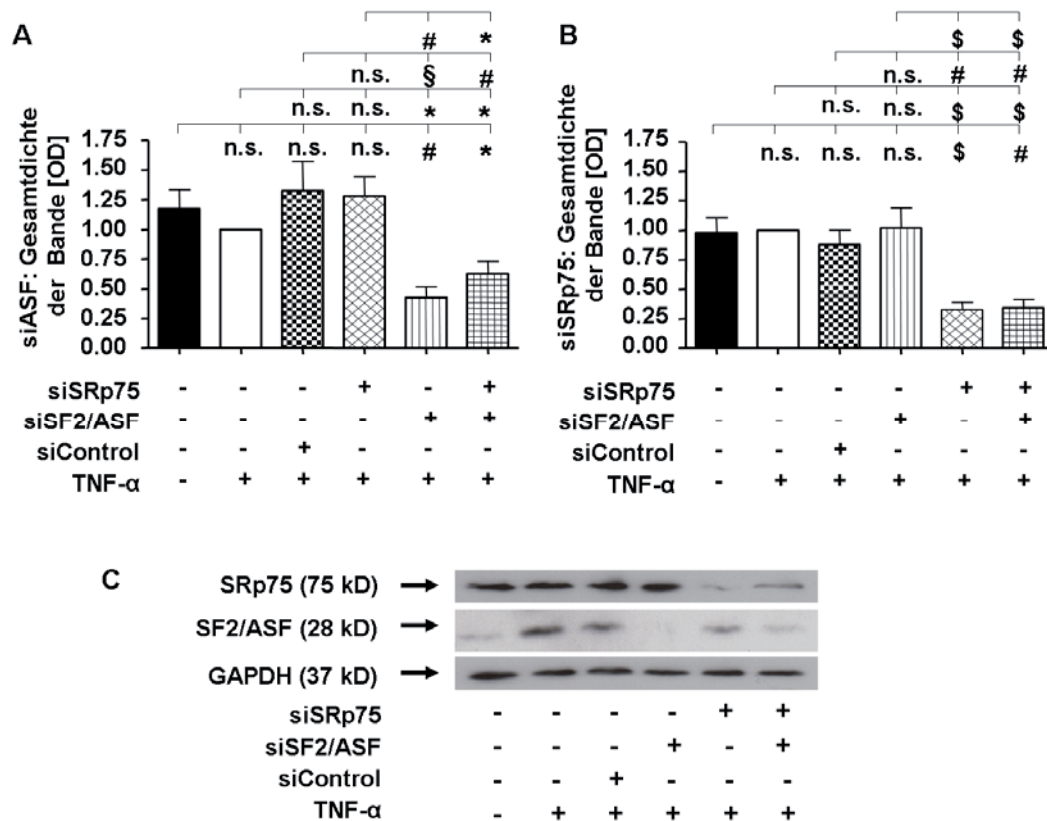 A
# *
n.s. § #
n.s. n.s. * *
n.s. n.s. n.s. # *
siASF: Gesamtdichte
der Bande [OD]
1.75
1.50
1.25
1.00
0.75
0.50
0.25
0.00
siSRp75 - - - + - +
siSF2/ASF - - - - + +
siControl - - + - - -
TNF-α - + + + + +
B
$ $
n.s. # #
n.s. n.s. $ $
n.s. n.s. n.s. $ #
siSRp75: Gesamtdichte
der Bande [OD]
1.75
1.50
1.25
1.00
0.75
0.50
0.25
0.00
siSRp75 - - - - + +
siSF2/ASF - - - + - +
siControl - - + - - -
TNF-α - + + + + +
C
SRp75 (75 kD)
SF2/ASF (28 kD)
GAPDH (37 kD)
siSRp75 - - - - + +
siSF2/ASF - - - + - +
siControl - - + - - -
TNF-α - + + + + +